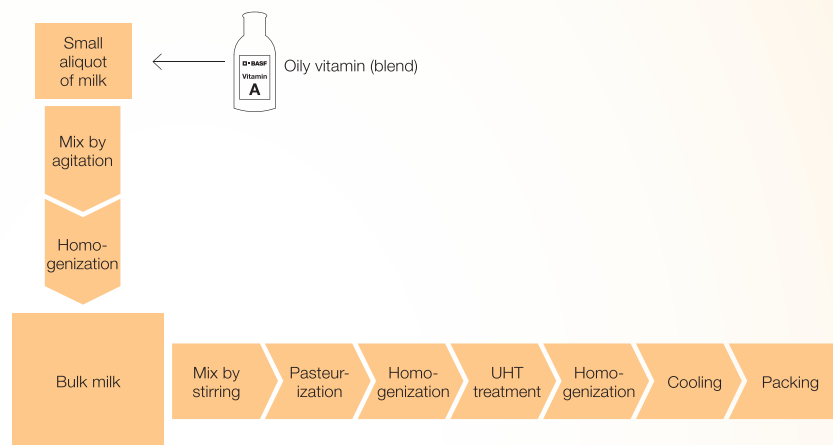 Small
aliquot
of milk
BASF
Vitamin
A
Oily vitamin (blend)
Mix by
agitation
Homo-
genization
Bulk milk
Mix by
stirring
Pasteur-
ization
Homo-
genization
UHT
treatment
Homo-
genization
Cooling
Packing